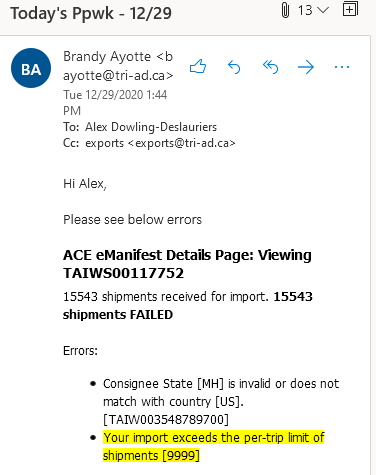 Today's Ppwk - 12/29
13
BA
Brandy Ayotte <b
ayotte@tri-ad.ca>
Tue 12/29/2020 1:44
PM
To: Alex Dowling-Deslauriers
Cc: exports <exports@tri-ad.ca>
Hi Alex,
Please see below errors
ACE eManifest Details Page: Viewing
TAIWS00117752
15543 shipments received for import. 15543
shipments FAILED
Errors:
• Consignee State [MH] is invalid or does not
match with country [US].
[TAIW003548789700]
• Your import exceeds the per-trip limit of
shipments [9999]